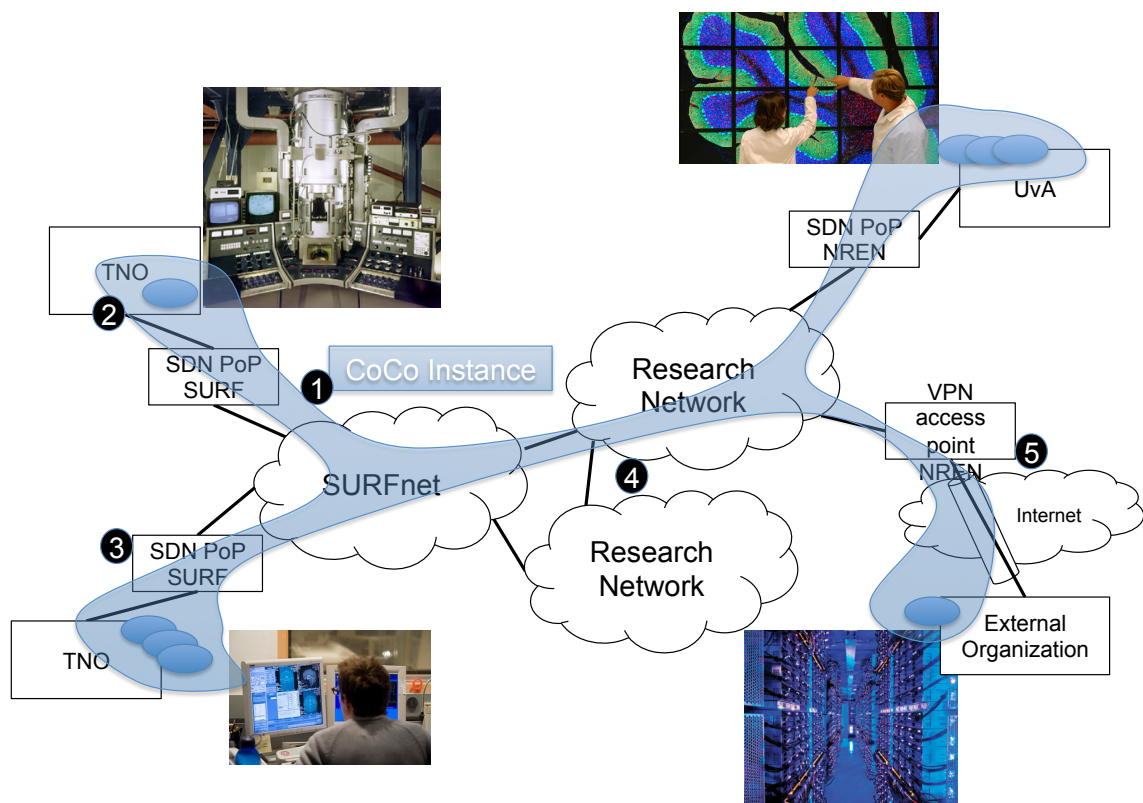 UvA
SDN PoP
NREN
TNO
2
SDN PoP
SURF
1
CoCo Instance
Research
Network
VPN
access
point
NREN
5
4
SURFnet
Internet
3
SDN PoP
SURF
Research
Network
TNO
External
Organization